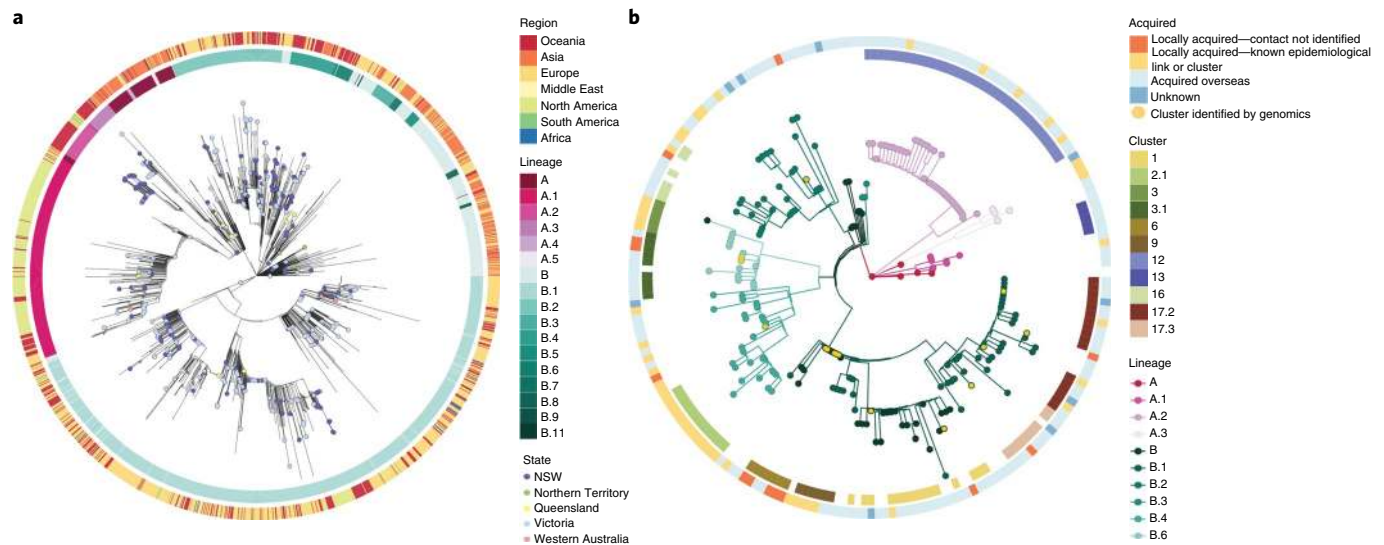 a
Region
Oceania
Asia
Europe
Middle East
North America
South America
Africa
Lineage
A
A.1
A.2
A.3
A.4
A.5
B
B.1
B.2
B.3
B.4
B.5
B.6
B.7
B.8
B.9
B.11
State
NSW
Northern Territory
Queensland
Victoria
Western Australia
b
Acquired
Locally acquired—contact not identified
Locally acquired—known epidemiological
link or cluster
Acquired overseas
Unknown
Cluster identified by genomics
Cluster
1
2.1
3
3.1
6
9
12
13
16
17.2
17.3
Lineage
A
A.1
A.2
A.3
B
B.1
B.2
B.3
B.4
B.6